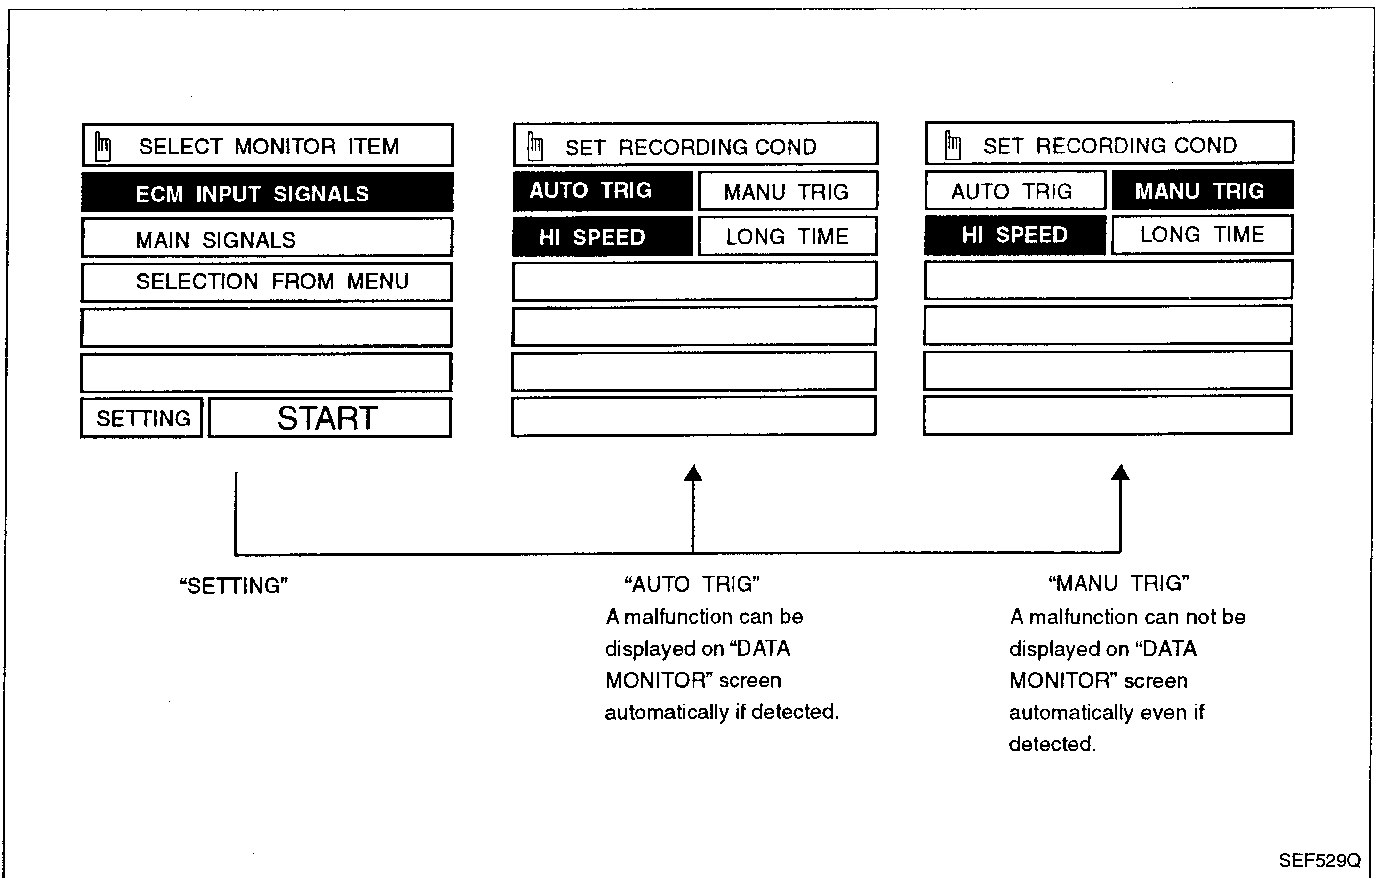 SELECT MONITOR ITEM
ECM INPUT SIGNALS
MAIN SIGNALS
SELECTION FROM MENU
SETTING START
SET RECORDING COND
AUTO TRIG MANU TRIG
HI SPEED LONG TIME
SET RECORDING COND
AUTO TRIG MANU TRIG
HI SPEED LONG TIME
“SETTING”
“AUTO TRIG”
A malfunction can be
displayed on “DATA
MONITOR” screen
automatically if detected.
“MANU TRIG”
A malfunction can not be
displayed on “DATA
MONITOR” screen
automatically even if
detected.
SEF529Q